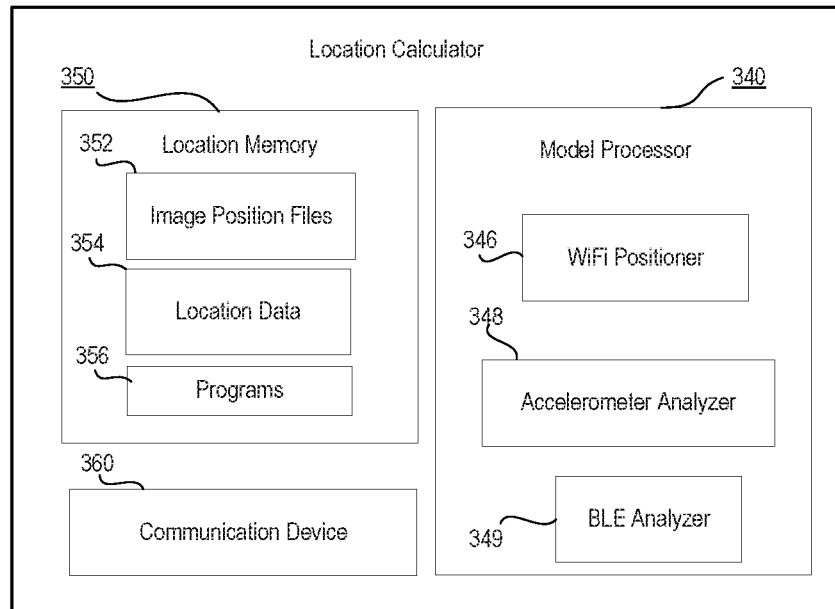 Location Calculator
350
340
Location Memory
352
Image Position Files
354
Location Data
356
Programs
360
Communication Device
Model Processor
346
WiFi Positioner
348
Accelerometer Analyzer
349
BLE Analyzer